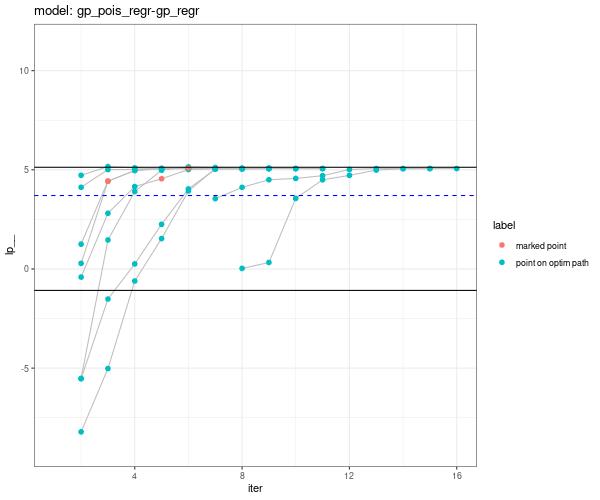 model: gp_pois_regr-gp_regr
10
5
0
-5
lp__
4
8
12
16
iter
label
marked point
point on optim path